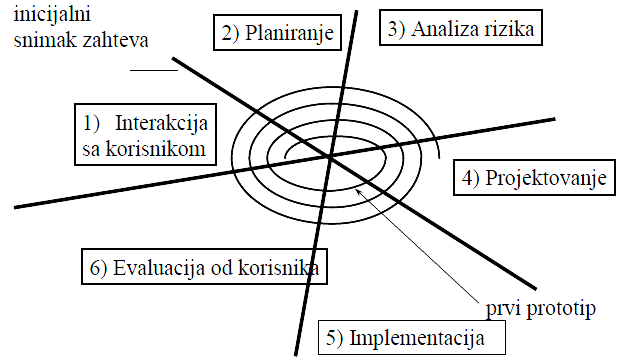 inicijalni
snimak zahteva
2) Planiranje
3) Analiza rizika
1) Interakcija
sa korisnikom
4) Projektovanje
6) Evaluacija od korisnika
prvi prototip
5) Implementacija